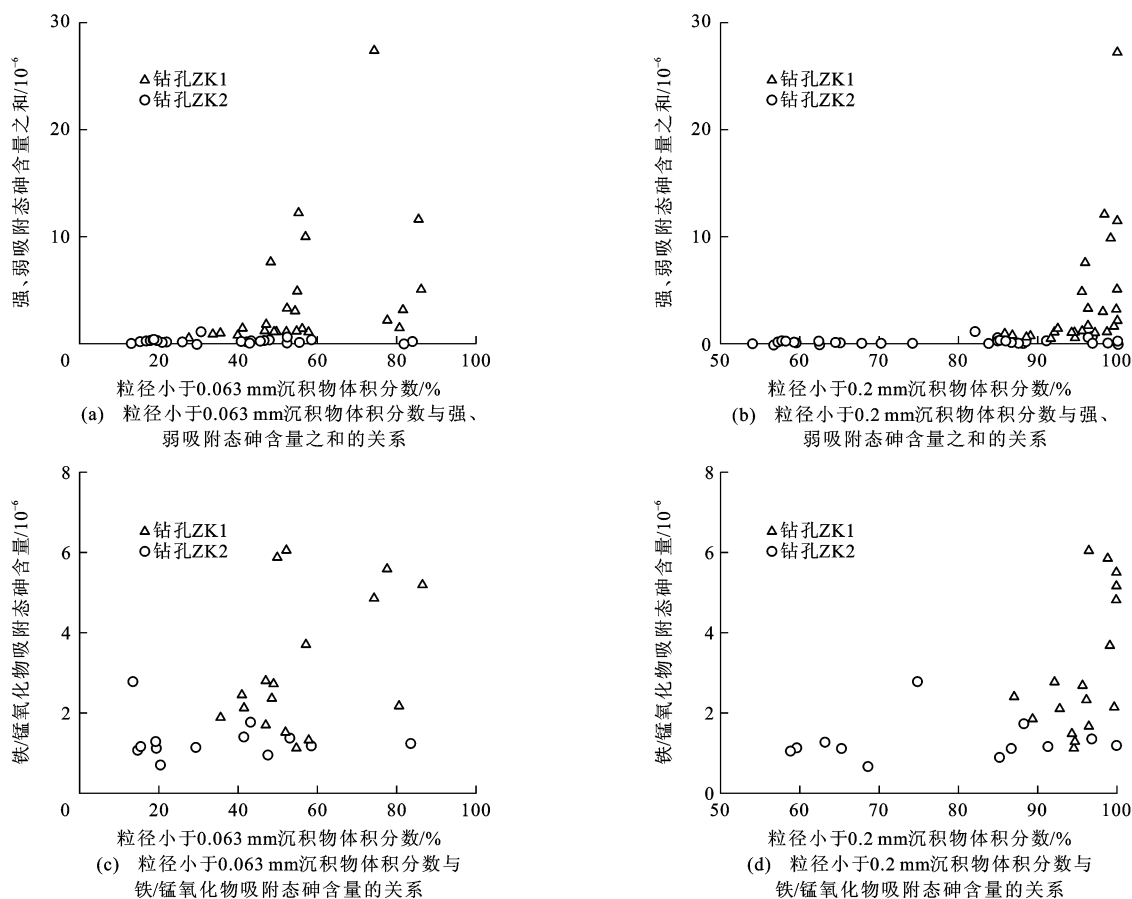 30
20
10
0
强、弱吸附态砷含量之和/10⁻⁶
钻孔ZK1
钻孔ZK2
20 40 60 80 100
粒径小于0.063 mm沉积物体积分数/%
(a) 粒径小于0.063 mm沉积物体积分数与强、
弱吸附态砷含量之和的关系
30
20
10
0
强、弱吸附态砷含量之和/10⁻⁶
钻孔ZK1
钻孔ZK2
50 60 70 80 90 100
粒径小于0.2 mm沉积物体积分数/%
(b) 粒径小于0.2 mm沉积物体积分数与强、
弱吸附态砷含量之和的关系
8
6
4
2
0
铁/锰氧化物吸附态砷含量/10⁻⁶
钻孔ZK1
钻孔ZK2
20 40 60 80 100
粒径小于0.063 mm沉积物体积分数/%
(c) 粒径小于0.063 mm沉积物体积分数与
铁/锰氧化物吸附态砷含量的关系
8
6
4
2
0
铁/锰氧化物吸附态砷含量/10⁻⁶
钻孔ZK1
钻孔ZK2
50 60 70 80 90 100
粒径小于0.2 mm沉积物体积分数/%
(d) 粒径小于0.2 mm沉积物体积分数与
铁/锰氧化物吸附态砷含量的关系